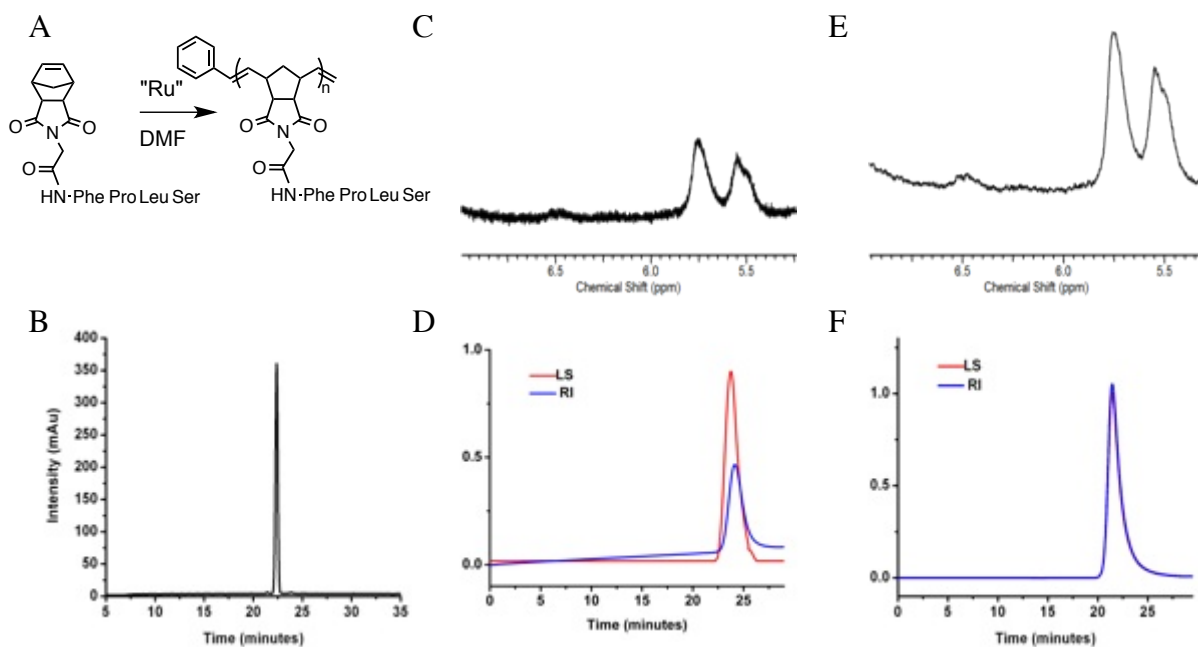 A
"Ru"
DMF
O
N
O
O
HN-Phe Pro Leu Ser
n
O
N
O
O
HN-Phe Pro Leu Ser
C
6.5 6.0 5.5
Chemical Shift (ppm)
E
6.5 6.0 5.5
Chemical Shift (ppm)
B
Intensity (mAu)
400
350
300
250
200
150
100
50
0
5 10 15 20 25 30 35
Time (minutes)
D
LS
RI
1.0
0.5
0.0
0 5 10 15 20 25
Time (minutes)
F
LS
RI
1.0
0.5
0.0
0 5 10 15 20 25
Time (minutes)